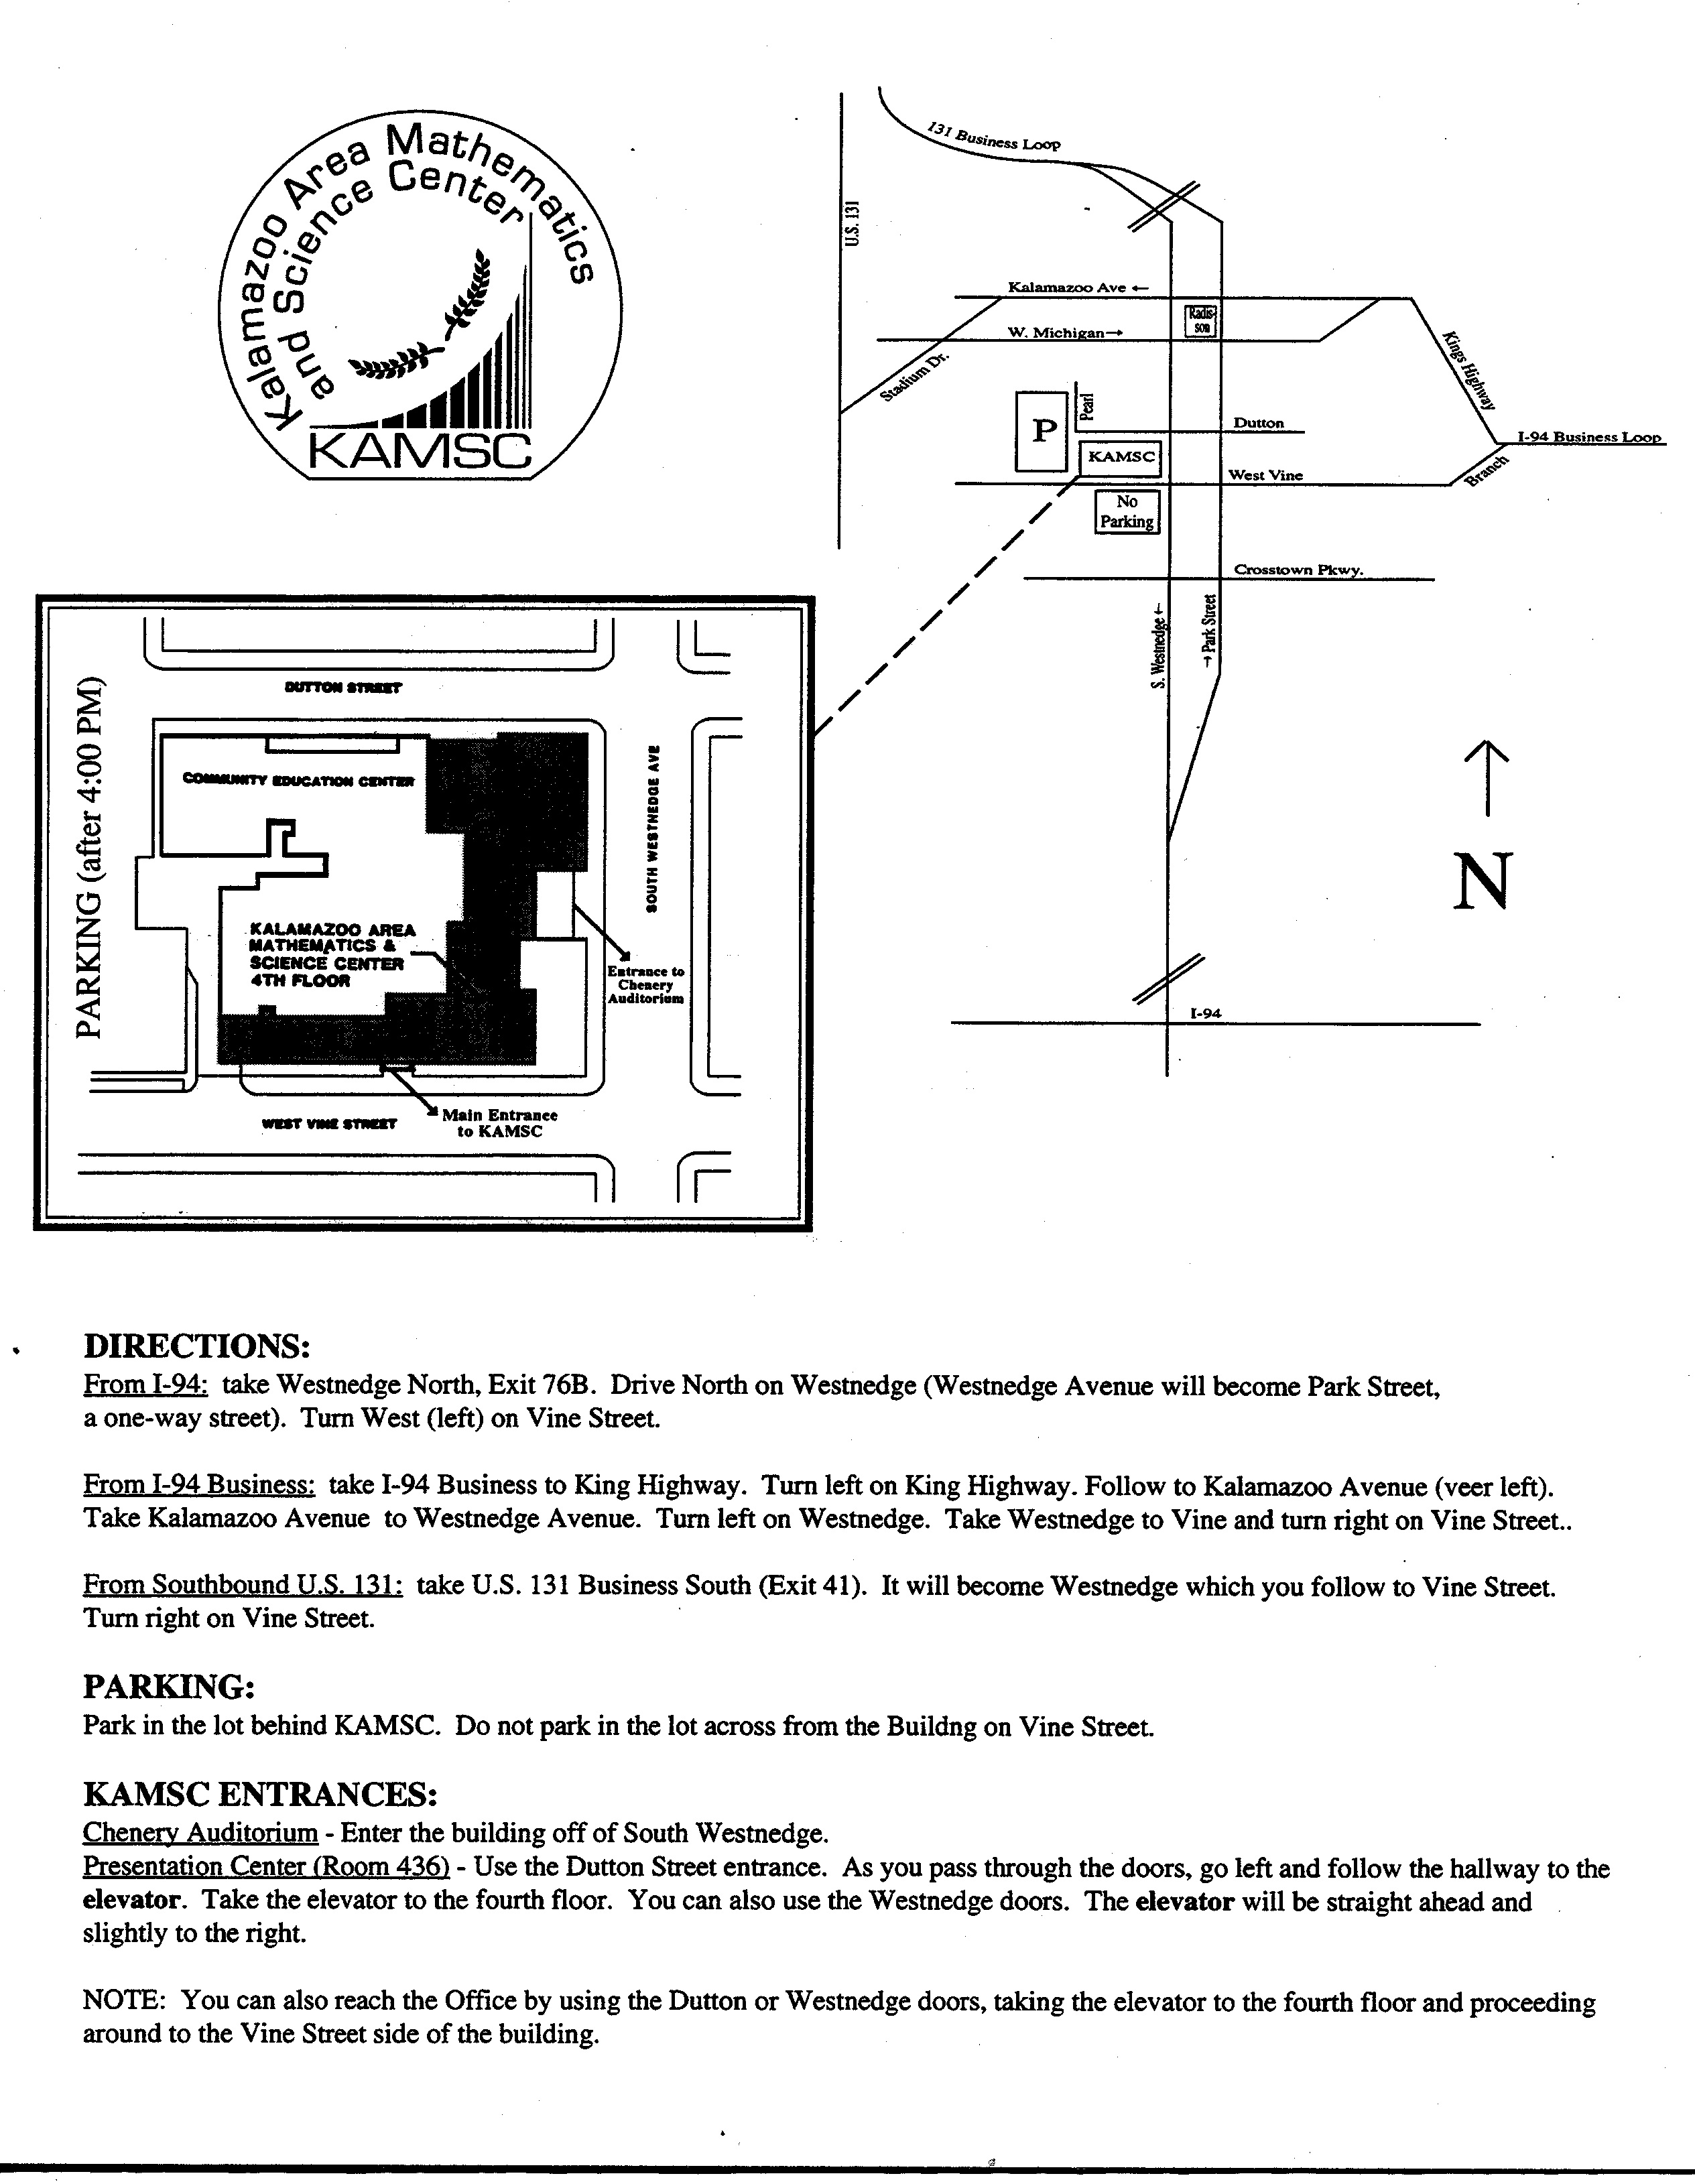 Kalamazoo Area Mathematics
and Science Center
KAMSC
131 Business Loop
U.S. 131
Kalamazoo Ave ←
Radis-
son
W. Michigan→
Stadium Dr.
Kings Highway
P
Pearl
Dutton
I-94 Business Loop
KAMSC
West Vine
Branch
No
Parking
Crosstown Pkwy.
S. Westnedge ←
→ Park Street
N
I-94
PARKING (after 4:00 PM)
DUTTON STREET
COMMUNITY EDUCATION CENTER
SOUTH WESTNEDGE AVE
KALAMAZOO AREA
MATHEMATICS &
SCIENCE CENTER
4TH FLOOR
Entrance to
Chenery
Auditorium
Main Entrance
to KAMSC
WEST VINE STREET
DIRECTIONS:
From I-94: take Westnedge North, Exit 76B. Drive North on Westnedge (Westnedge Avenue will become Park Street,
a one-way street). Turn West (left) on Vine Street.
From I-94 Business: take I-94 Business to King Highway. Turn left on King Highway. Follow to Kalamazoo Avenue (veer left).
Take Kalamazoo Avenue to Westnedge Avenue. Turn left on Westnedge. Take Westnedge to Vine and turn right on Vine Street..
From Southbound U.S. 131: take U.S. 131 Business South (Exit 41). It will become Westnedge which you follow to Vine Street.
Turn right on Vine Street.
PARKING:
Park in the lot behind KAMSC. Do not park in the lot across from the Buildng on Vine Street.
KAMSC ENTRANCES:
Chenery Auditorium - Enter the building off of South Westnedge.
Presentation Center (Room 436) - Use the Dutton Street entrance. As you pass through the doors, go left and follow the hallway to the
elevator. Take the elevator to the fourth floor. You can also use the Westnedge doors. The elevator will be straight ahead and
slightly to the right.
NOTE: You can also reach the Office by using the Dutton or Westnedge doors, taking the elevator to the fourth floor and proceeding
around to the Vine Street side of the building.